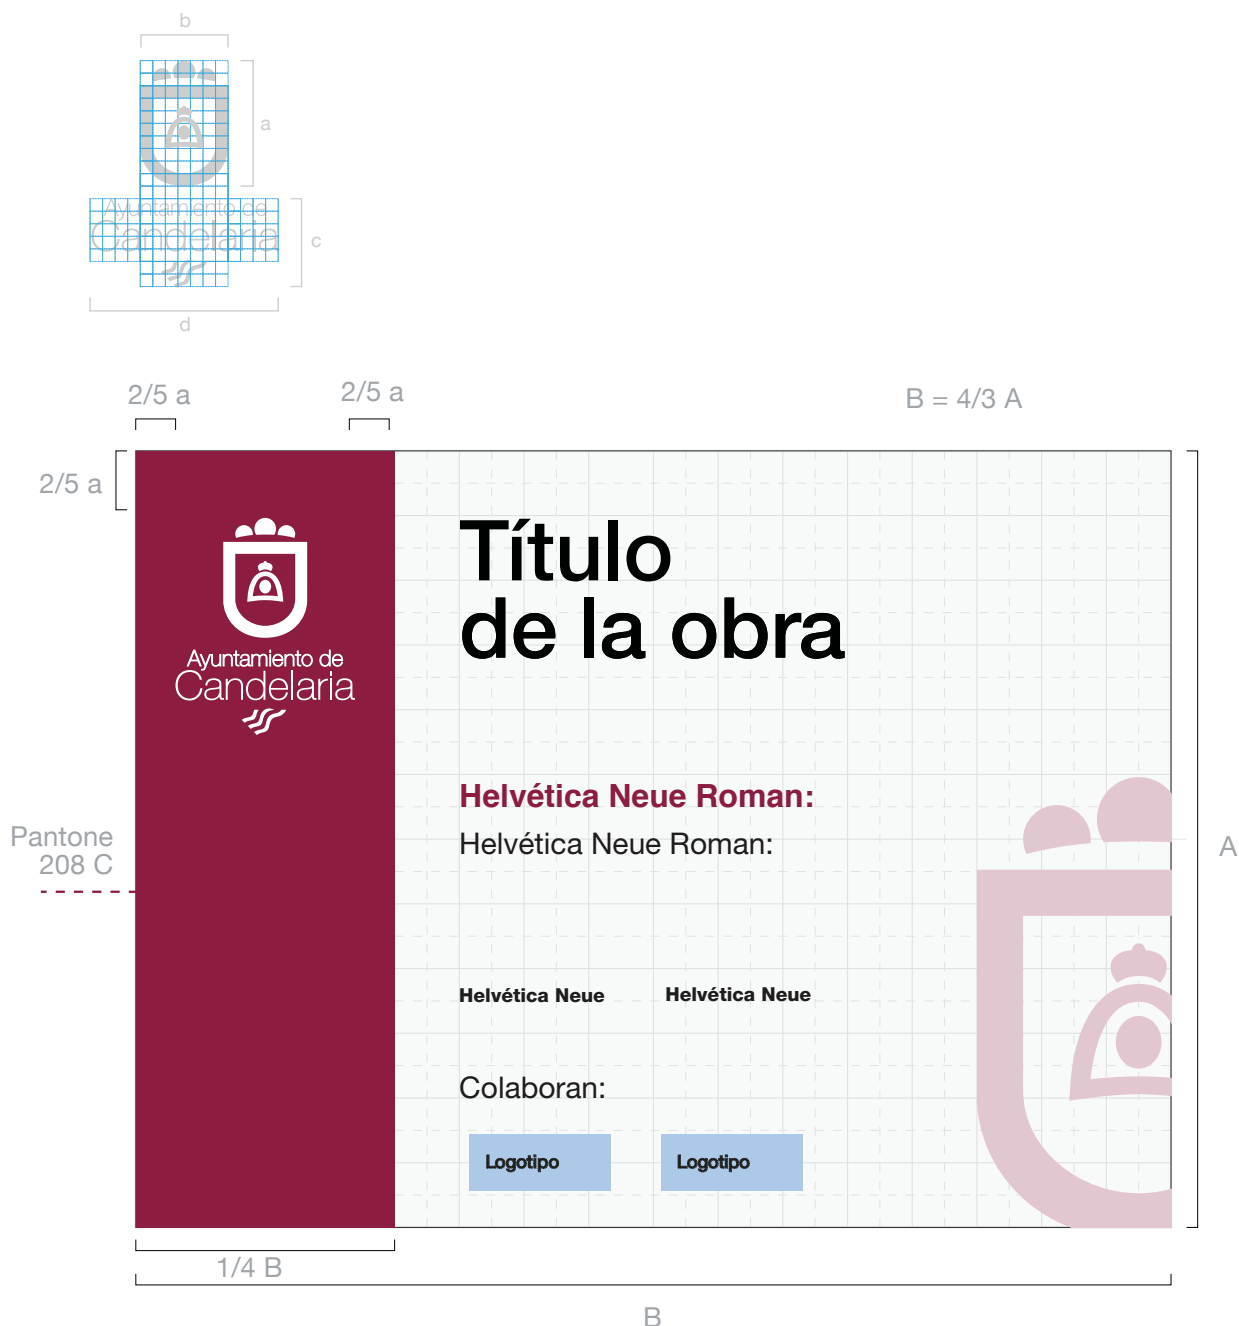 b
a
Ayuntamiento de
Candelaria
c
d
2/5 a
2/5 a
B = 4/3 A
2/5 a
Título
de la obra
Ayuntamiento de
Candelaria
Helvética Neue Roman:
Helvética Neue Roman:
Pantone
208 C
A
Helvética Neue
Helvética Neue
Colaboran:
Logotipo
Logotipo
1/4 B
B